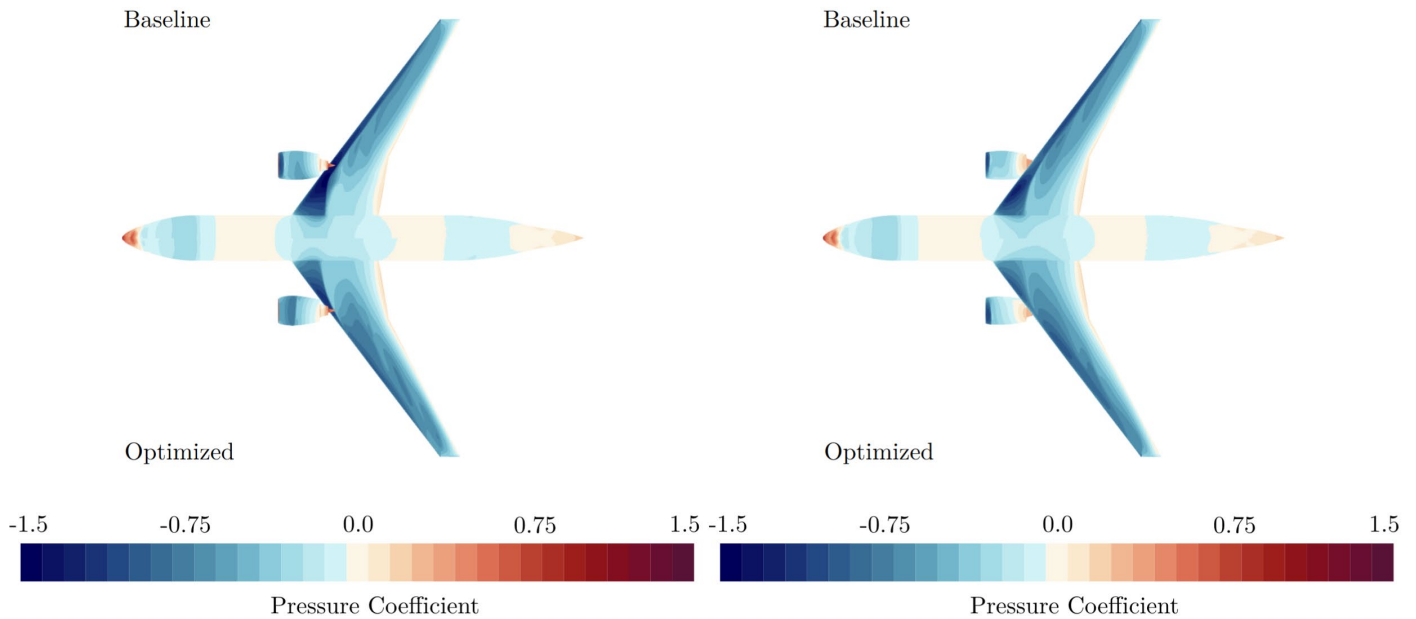 Baseline
Baseline
Optimized
Optimized
-1.5 -0.75 0.0 0.75 1.5
-1.5 -0.75 0.0 0.75 1.5
Pressure Coefficient
Pressure Coefficient